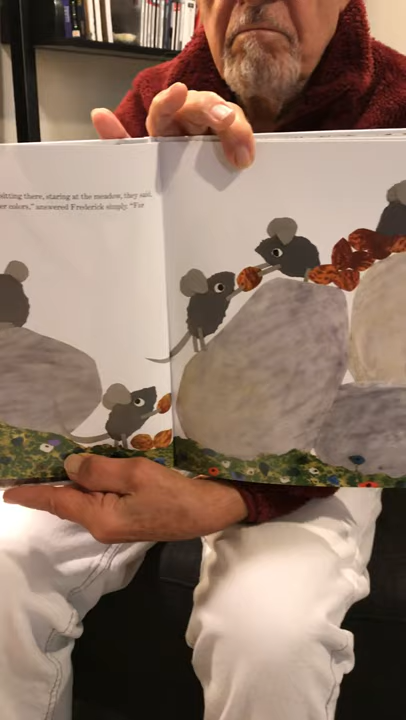 sitting there, staring at the meadow, they said.
er colors," answered Frederick simply. "For